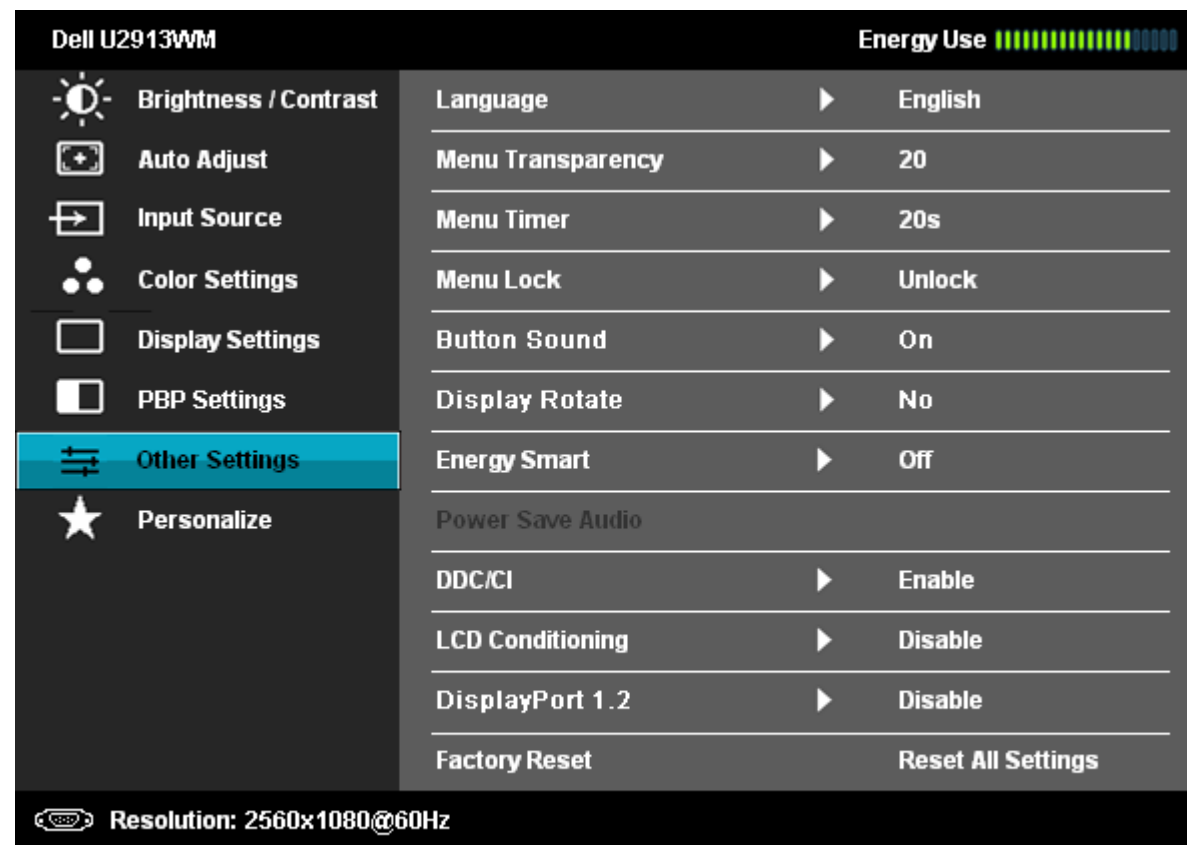 Dell U2913WM Energy Use
Brightness / Contrast
Auto Adjust
Input Source
Color Settings
Display Settings
PBP Settings
Other Settings
Personalize
Language English
Menu Transparency 20
Menu Timer 20s
Menu Lock Unlock
Button Sound On
Display Rotate No
Energy Smart Off
Power Save Audio
DDC/CI Enable
LCD Conditioning Disable
DisplayPort 1.2 Disable
Factory Reset Reset All Settings
Resolution: 2560x1080@60Hz